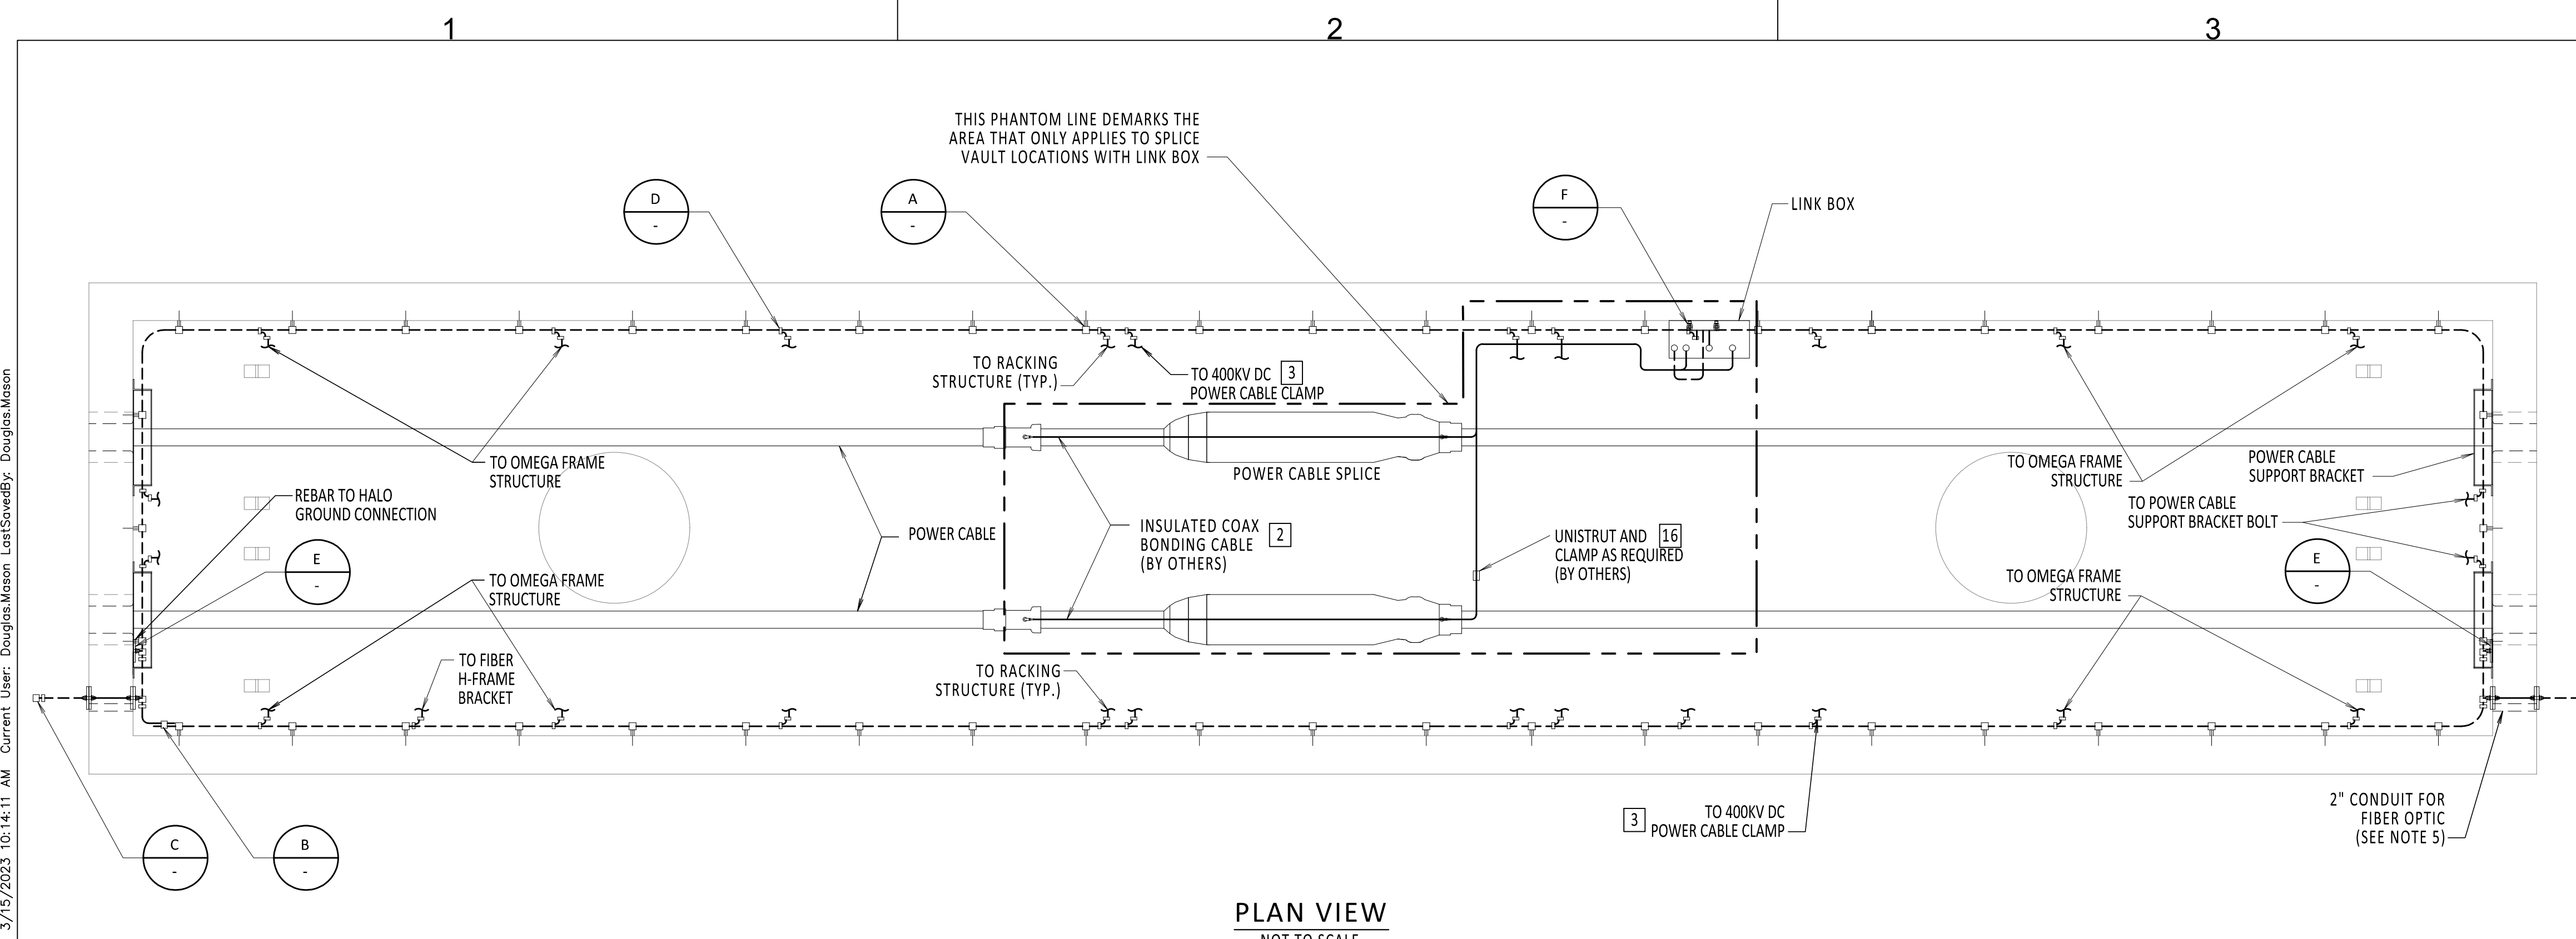 1
2
3
THIS PHANTOM LINE DEMARKS THE
AREA THAT ONLY APPLIES TO SPLICE
VAULT LOCATIONS WITH LINK BOX
D
-
A
-
F
-
LINK BOX
TO RACKING
STRUCTURE (TYP.)
TO 400KV DC 3
POWER CABLE CLAMP
TO OMEGA FRAME
STRUCTURE
POWER CABLE SPLICE
TO OMEGA FRAME
STRUCTURE
POWER CABLE
SUPPORT BRACKET
REBAR TO HALO
GROUND CONNECTION
TO POWER CABLE
SUPPORT BRACKET BOLT
POWER CABLE
INSULATED COAX
BONDING CABLE 2
(BY OTHERS)
UNISTRUT AND 16
CLAMP AS REQUIRED
(BY OTHERS)
E
-
E
-
TO OMEGA FRAME
STRUCTURE
TO OMEGA FRAME
STRUCTURE
TO FIBER
H-FRAME
BRACKET
TO RACKING
STRUCTURE (TYP.)
3 TO 400KV DC
POWER CABLE CLAMP
2" CONDUIT FOR
FIBER OPTIC
(SEE NOTE 5)
C
-
B
-
PLAN VIEW
NOT TO SCALE
3/15/2023 10:14:11 AM Current User: Douglas.Mason LastSavedBy: Douglas.Mason